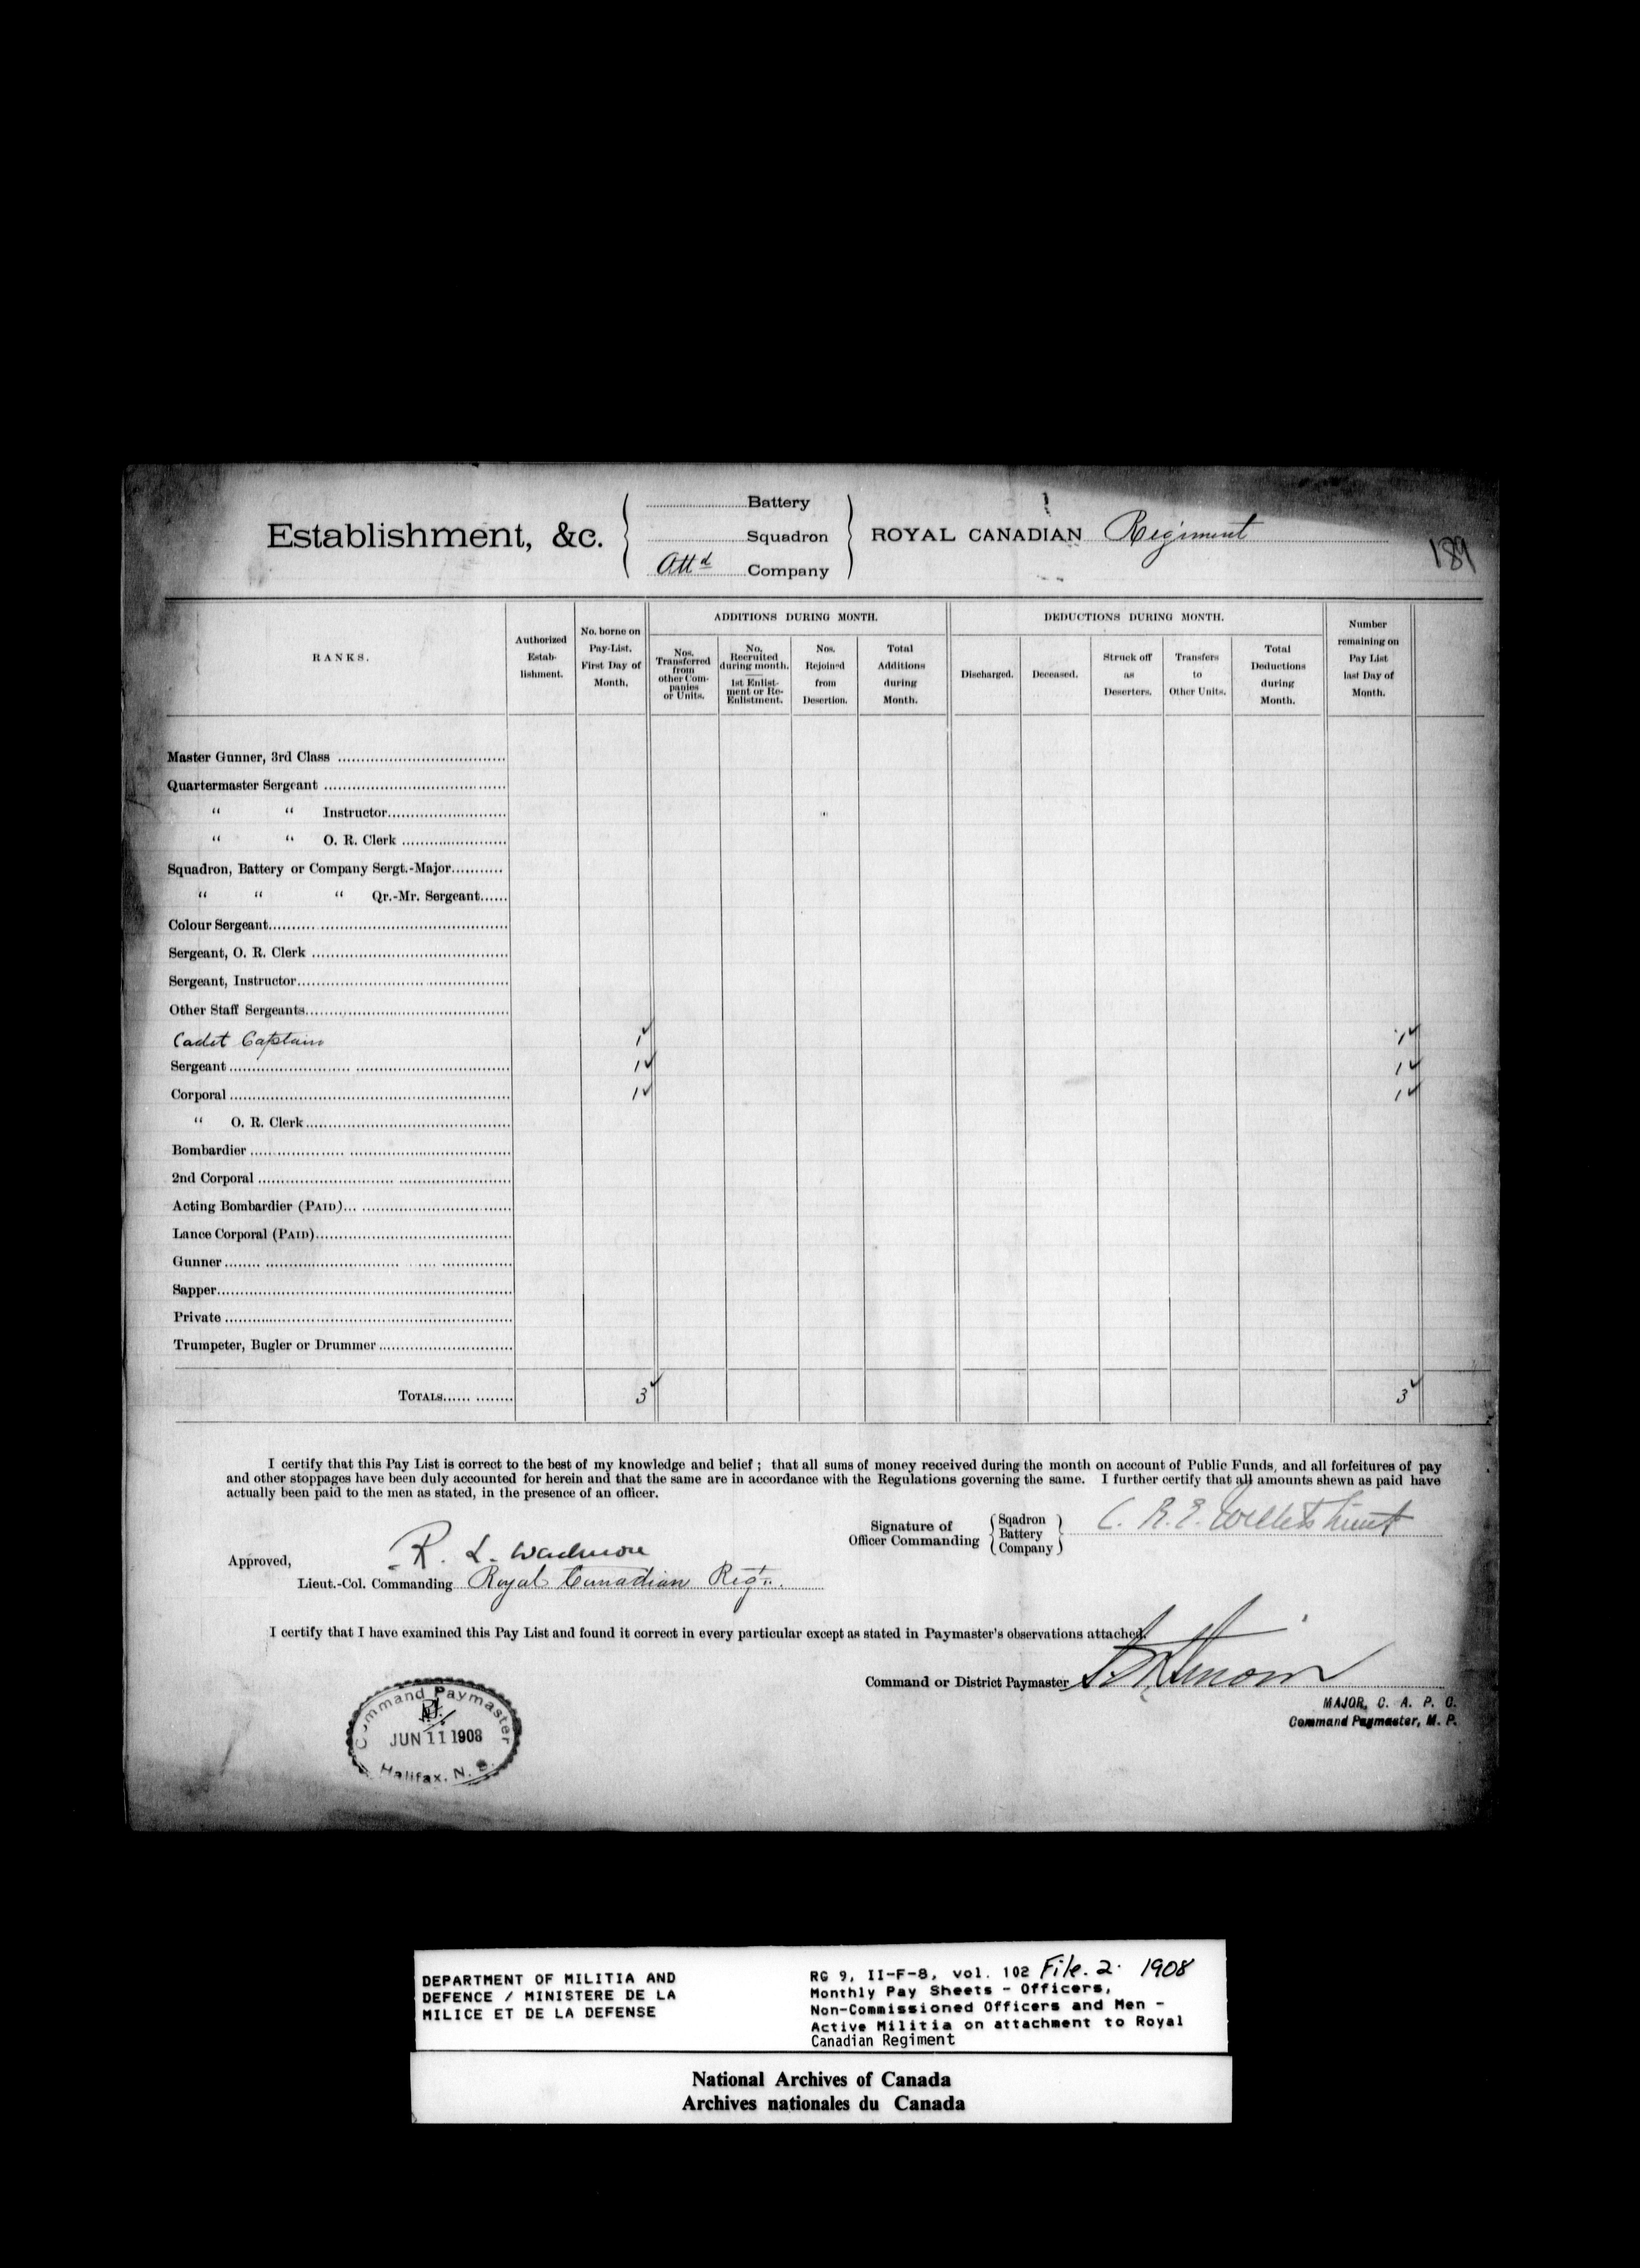 Establishment, &c.
Battery
Squadron
Att d Company
ROYAL CANADIAN Regiment
189
RANKS.
Authorized Estab-lishment.
No. borne on Pay-List. First Day of Month.
ADDITIONS DURING MONTH.
Nos. Transferred from other Com-panies or Units.
No. Recruited during month. 1st Enlist-ment or Re-Enlistment.
Nos. Rejoined from Desertion.
Total Additions during Month.
DEDUCTIONS DURING MONTH.
Discharged.
Deceased.
Struck off as Deserters.
Transfers to Other Units.
Total Deductions during Month.
Number remaining on Pay List last Day of Month.
Master Gunner, 3rd Class
Quartermaster Sergeant
“ “ Instructor
“ “ O. R. Clerk
Squadron, Battery or Company Sergt.-Major
“ “ “ Qr.-Mr. Sergeant
Colour Sergeant
Sergeant, O. R. Clerk
Sergeant, Instructor
Other Staff Sergeants
Cadet Captain 1 ✓ 1 ✓
Sergeant 1 ✓ 1 ✓
Corporal 1 ✓ 1 ✓
“ O. R. Clerk
Bombardier
2nd Corporal
Acting Bombardier (PAID)
Lance Corporal (PAID)
Gunner
Sapper
Private
Trumpeter, Bugler or Drummer
TOTALS 3 ✓ 3 ✓
I certify that this Pay List is correct to the best of my knowledge and belief ; that all sums of money received during the month on account of Public Funds, and all forfeitures of pay
and other stoppages have been duly accounted for herein and that the same are in accordance with the Regulations governing the same. I further certify that all amounts shewn as paid have
actually been paid to the men as stated, in the presence of an officer.
Signature of Officer Commanding
Sqadron
Battery
Company
C. R. E. Willets Lieut
Approved,
R. L. Wadmore
Lieut.-Col. Commanding Royal Canadian Regt.
I certify that I have examined this Pay List and found it correct in every particular except as stated in Paymaster's observations attached.
Command or District Paymaster
MAJOR, C. A. P. C.
Command Paymaster, M. P.
Command Paymaster
JUN 11 1908
Halifax, N. S.
DEPARTMENT OF MILITIA AND
DEFENCE / MINISTERE DE LA
MILICE ET DE LA DEFENSE
RG 9, II-F-8, vol. 102 File. 2. 1908
Monthly Pay Sheets - Officers,
Non-Commissioned Officers and Men -
Active Militia on attachment to Royal
Canadian Regiment
National Archives of Canada
Archives nationales du Canada